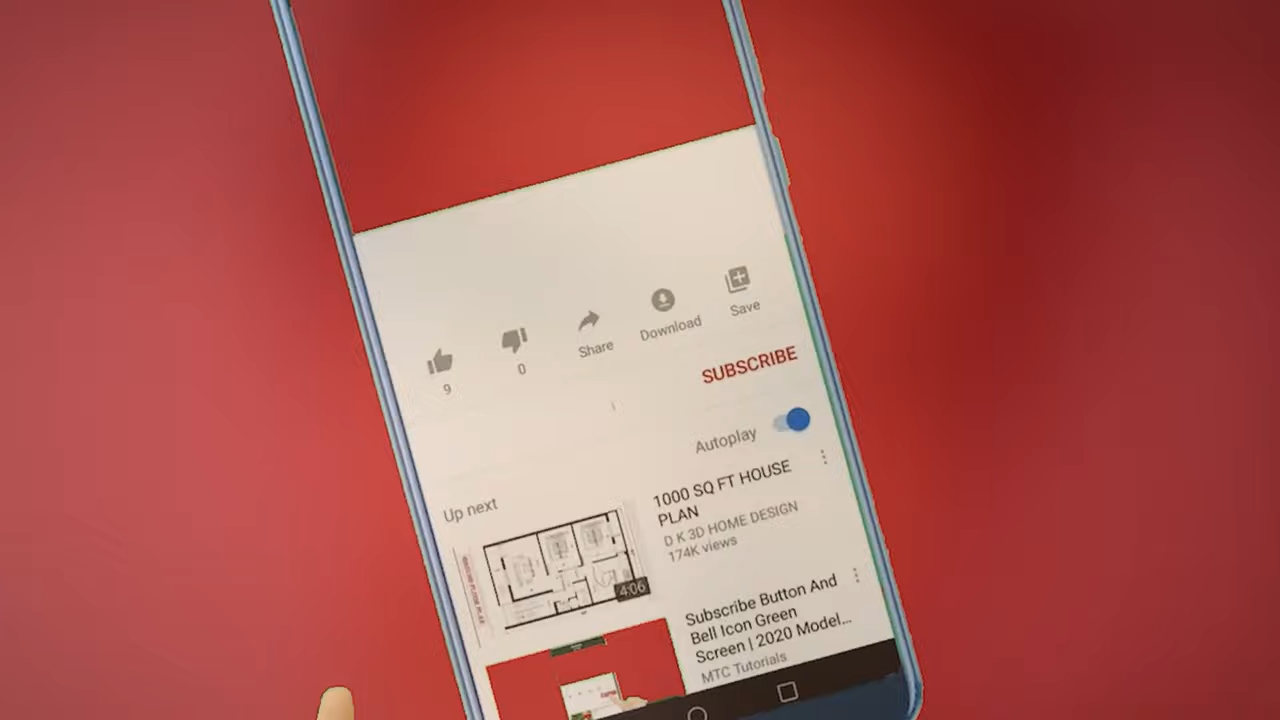 9
0
Share
Download
Save
SUBSCRIBE
Autoplay
Up next
1000 SQ FT HOUSE
PLAN
D K 3D HOME DESIGN
174K views
4:06
Subscribe Button And
Bell Icon Green
Screen | 2020 Model...
MTC Tutorials